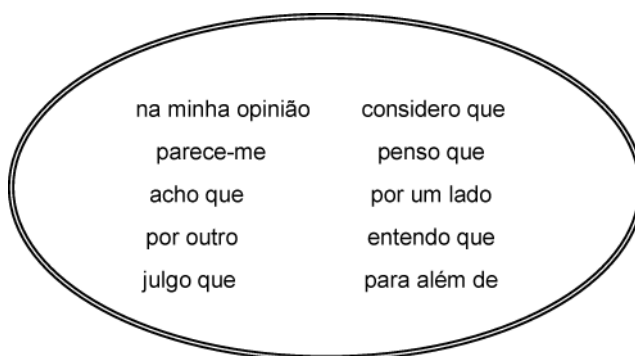 na minha opinião considero que
parece-me penso que
acho que por um lado
por outro entendo que
julgo que para além de